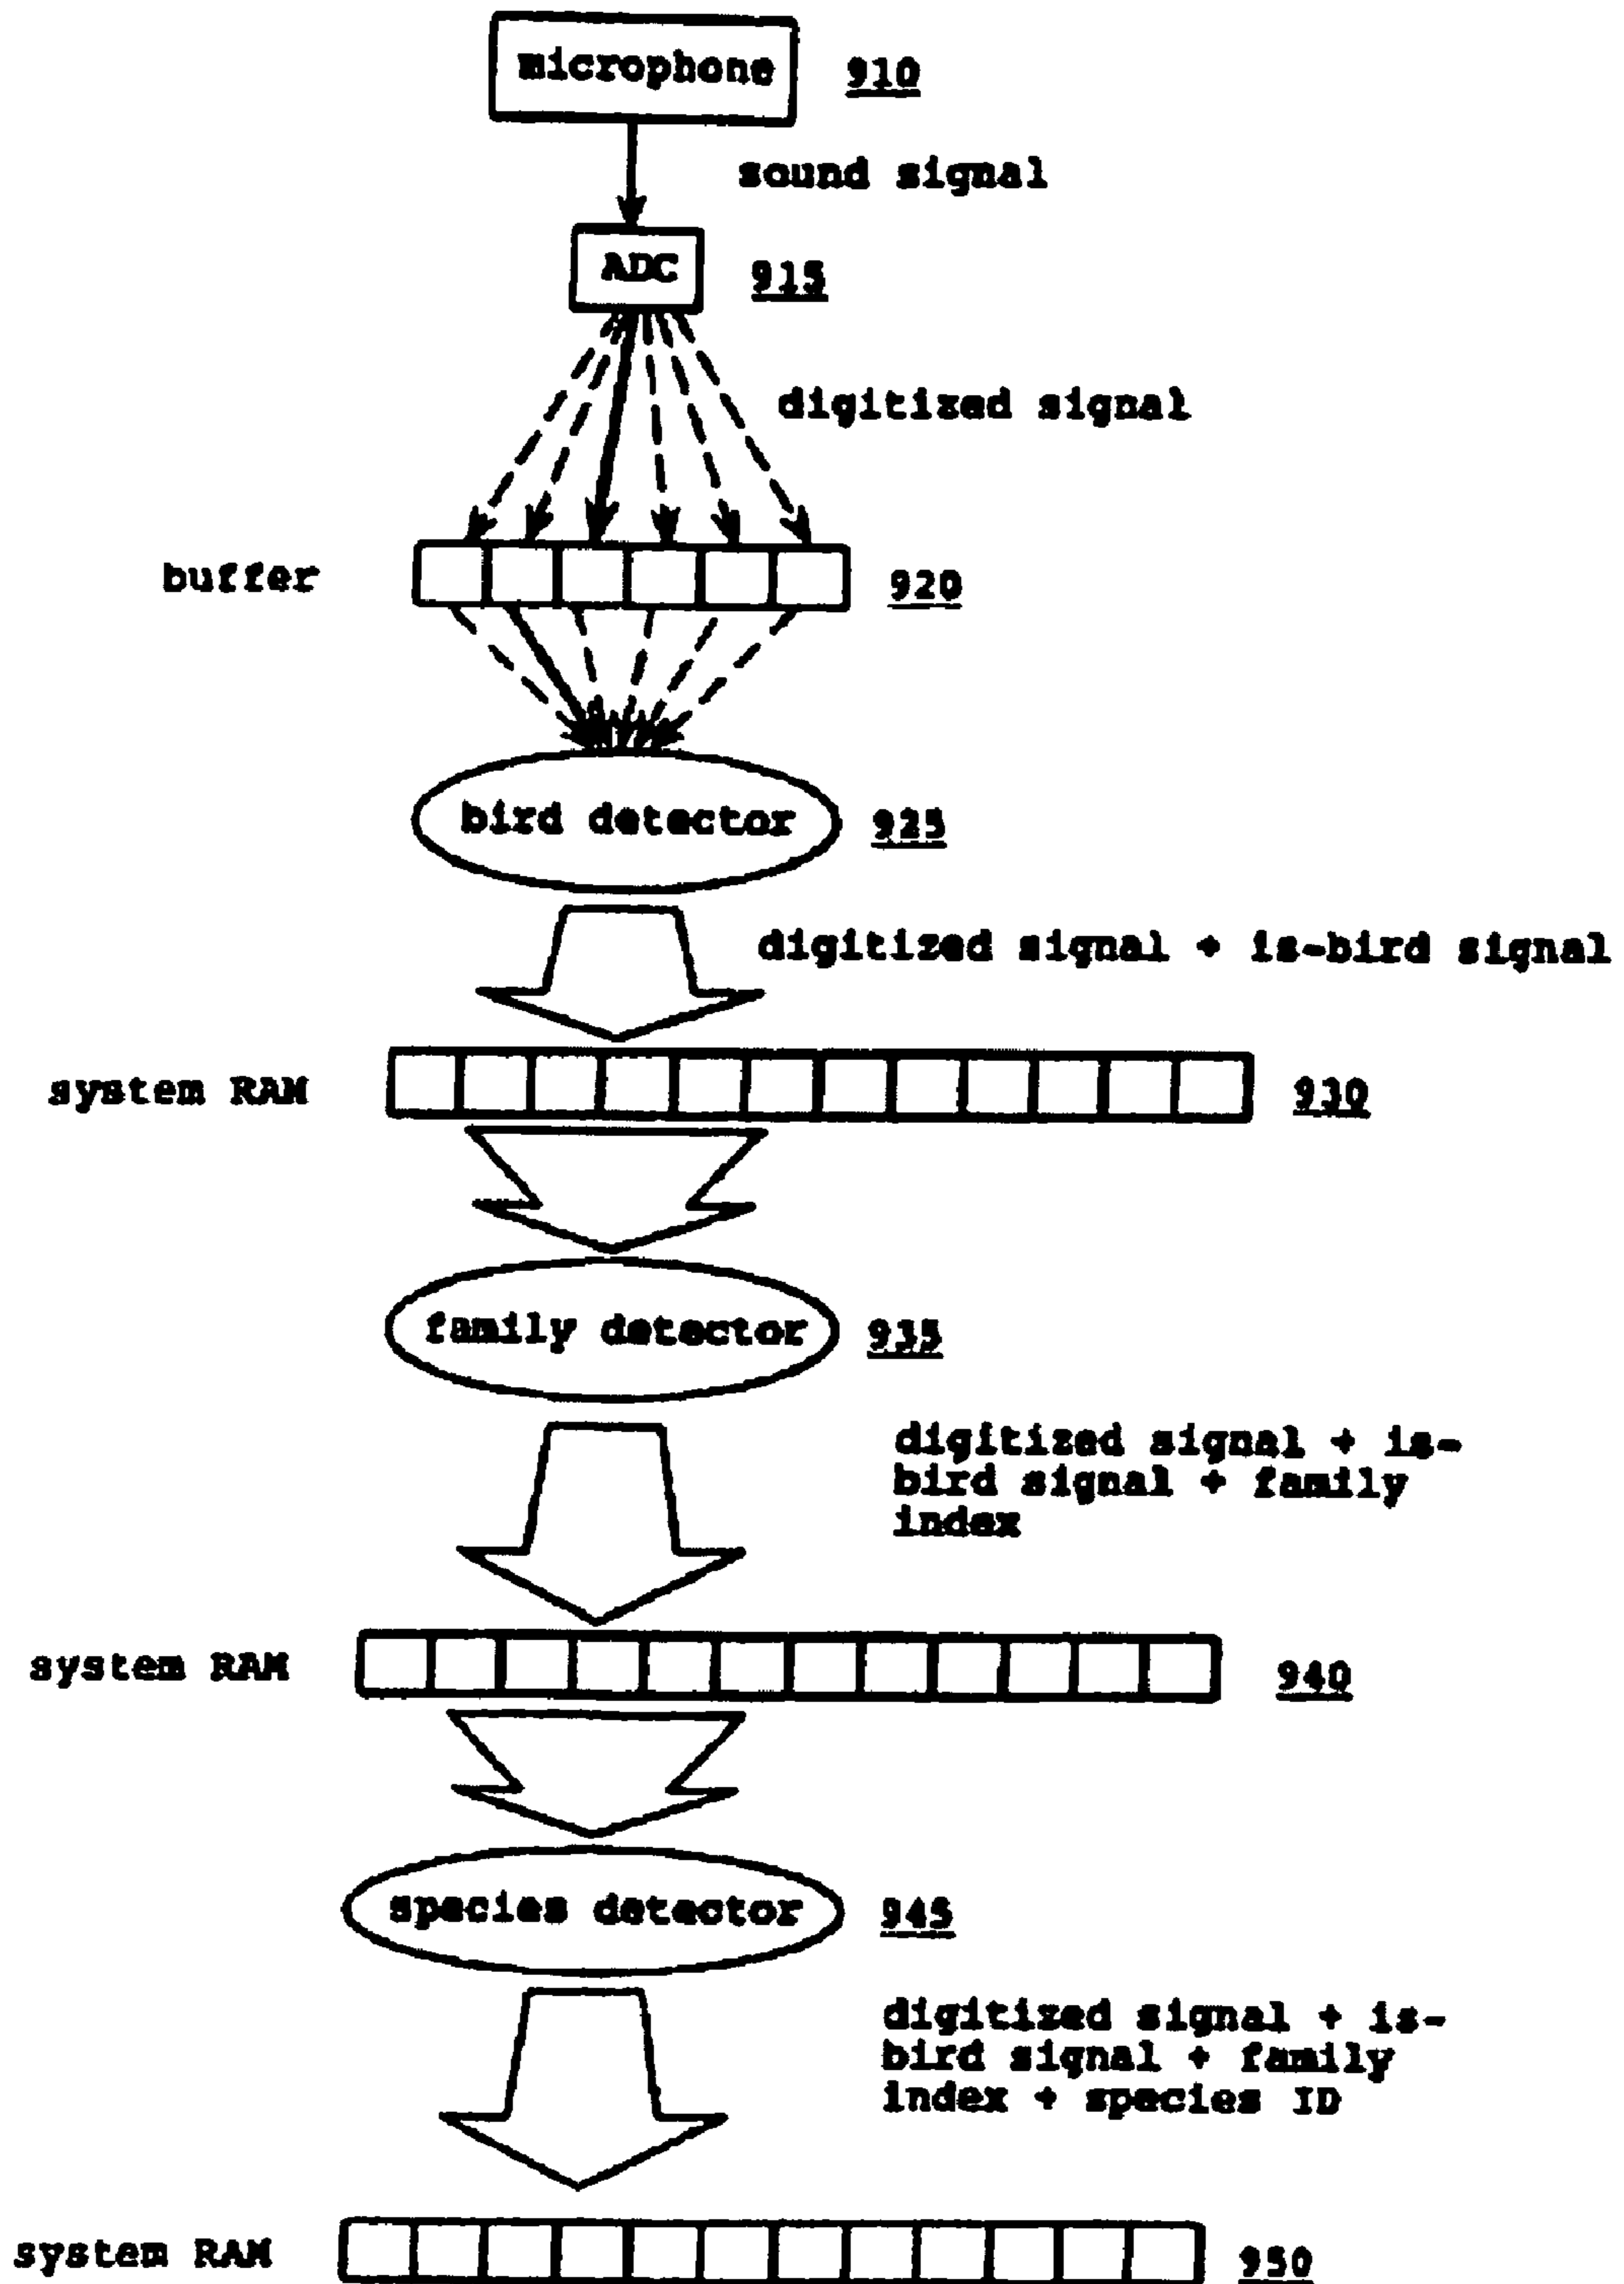 microphone 910
sound signal
ADC 915
digitized signal
buffer 920
bird detector 925
digitized signal + is-bird signal
system RAM 930
family detector 935
digitized signal + is-
bird signal + family
index
system RAM 940
species detector 945
digitized signal + is-
bird signal + family
index + species ID
system RAM 950